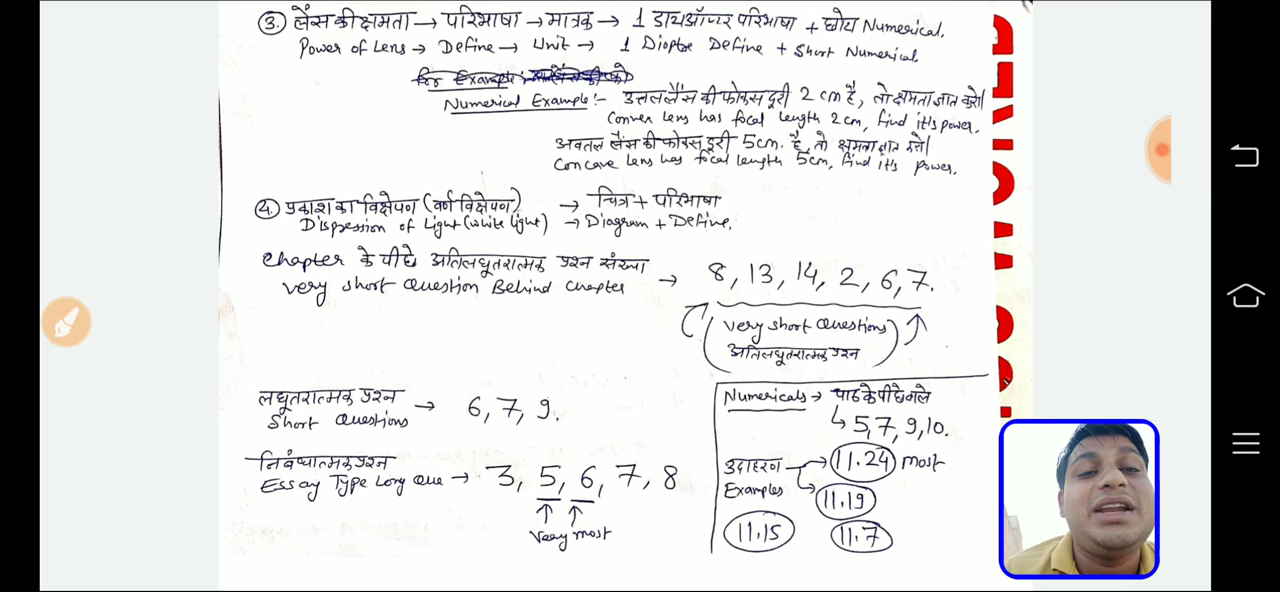 ③ लैंस की क्षमता → परिभाषा → मात्रक → 1 डायऑप्टर परिभाषा + छोटा Numerical.
Power of Lens → Define → Unit → 1 Dioptre Define + Short Numerical
Numerical Example:- उत्तल लैंस की फोकस दूरी 2 cm है, तो क्षमता ज्ञात करो।
Convex Lens has focal length 2cm, find it's power.
अवतल लैंस की फोकस दूरी 5cm. है, तो क्षमता ज्ञात करो।
Concave Lens has focal length 5cm, find it's power.
④ प्रकाश का विक्षेपण (वर्ण विक्षेपण) → चित्र + परिभाषा
Dispression of Light (White light) → Diagram + Define.
Chapter के पीछे अतिलघुतरात्मक प्रश्न संख्या → 8, 13, 14, 2, 6, 7.
Very Short Question Behind Chapter
(Very short Questions)
अतिलघुतरात्मक प्रश्न
लघुतरात्मक प्रश्न → 6, 7, 9.
Short Questions
निबंधात्मक प्रश्न
Essay Type Long Que → 3, 5, 6, 7, 8
Very most
Numericals → पाठ के पीछे वाले
↳ 5, 7, 9, 10.
उदाहरण → 11.24 most
Examples 11.19
11.15 11.7